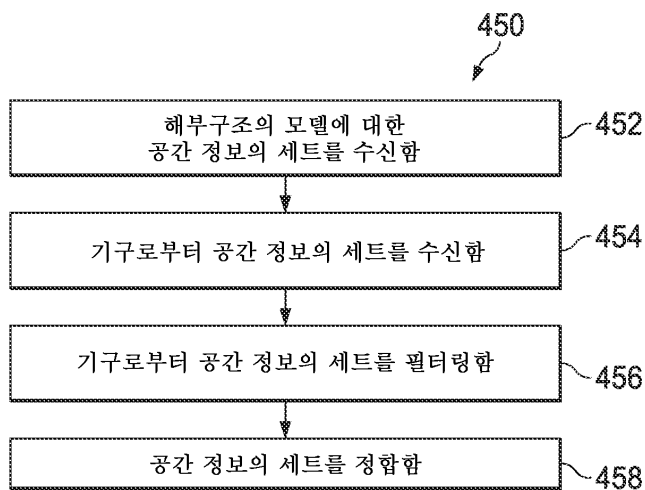 450
해부구조의 모델에 대한
공간 정보의 세트를 수신함
452
기구로부터 공간 정보의 세트를 수신함
454
기구로부터 공간 정보의 세트를 필터링함
456
공간 정보의 세트를 정합함
458